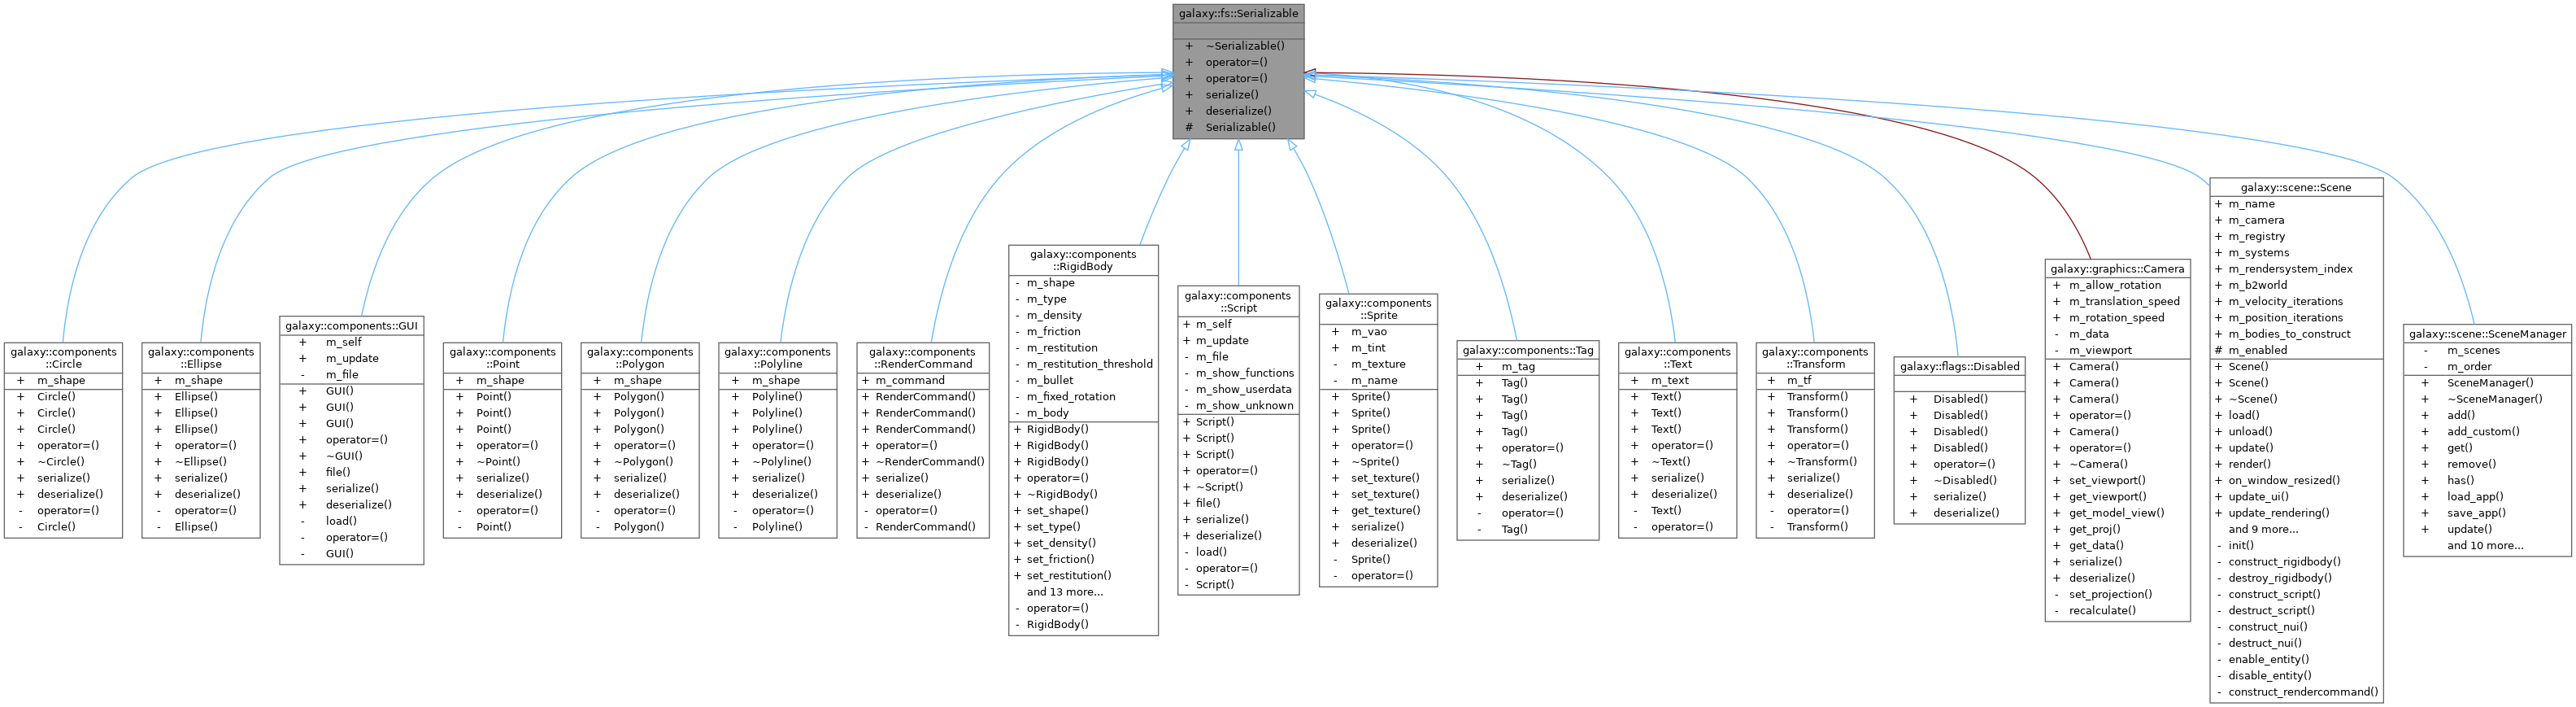 galaxy::fs::Serializable
+ ~Serializable()
+ operator=()
+ operator=()
+ serialize()
+ deserialize()
# Serializable()
galaxy::components
::Circle
+ m_shape
+ Circle()
+ Circle()
+ Circle()
+ operator=()
+ ~Circle()
+ serialize()
+ deserialize()
- operator=()
- Circle()
galaxy::components
::Ellipse
+ m_shape
+ Ellipse()
+ Ellipse()
+ Ellipse()
+ operator=()
+ ~Ellipse()
+ serialize()
+ deserialize()
- operator=()
- Ellipse()
galaxy::components::GUI
+ m_self
+ m_update
- m_file
+ GUI()
+ GUI()
+ GUI()
+ operator=()
+ ~GUI()
+ file()
+ serialize()
+ deserialize()
- load()
- operator=()
- GUI()
galaxy::components
::Point
+ m_shape
+ Point()
+ Point()
+ Point()
+ operator=()
+ ~Point()
+ serialize()
+ deserialize()
- operator=()
- Point()
galaxy::components
::Polygon
+ m_shape
+ Polygon()
+ Polygon()
+ Polygon()
+ operator=()
+ ~Polygon()
+ serialize()
+ deserialize()
- operator=()
- Polygon()
galaxy::components
::Polyline
+ m_shape
+ Polyline()
+ Polyline()
+ Polyline()
+ operator=()
+ ~Polyline()
+ serialize()
+ deserialize()
- operator=()
- Polyline()
galaxy::components
::RenderCommand
+ m_command
+ RenderCommand()
+ RenderCommand()
+ RenderCommand()
+ operator=()
+ ~RenderCommand()
+ serialize()
+ deserialize()
- operator=()
- RenderCommand()
galaxy::components
::RigidBody
- m_shape
- m_type
- m_density
- m_friction
- m_restitution
- m_restitution_threshold
- m_bullet
- m_fixed_rotation
- m_body
+ RigidBody()
+ RigidBody()
+ RigidBody()
+ operator=()
+ ~RigidBody()
+ set_shape()
+ set_type()
+ set_density()
+ set_friction()
+ set_restitution()
and 13 more...
- operator=()
- RigidBody()
galaxy::components
::Script
+ m_self
+ m_update
- m_file
- m_show_functions
- m_show_userdata
- m_show_unknown
+ Script()
+ Script()
+ Script()
+ operator=()
+ ~Script()
+ file()
+ serialize()
+ deserialize()
- load()
- operator=()
- Script()
galaxy::components
::Sprite
+ m_vao
+ m_tint
- m_texture
- m_name
+ Sprite()
+ Sprite()
+ Sprite()
+ operator=()
+ ~Sprite()
+ set_texture()
+ set_texture()
+ get_texture()
+ serialize()
+ deserialize()
- Sprite()
- operator=()
galaxy::components::Tag
+ m_tag
+ Tag()
+ Tag()
+ Tag()
+ Tag()
+ operator=()
+ ~Tag()
+ serialize()
+ deserialize()
- operator=()
- Tag()
galaxy::components
::Text
+ m_text
+ Text()
+ Text()
+ Text()
+ operator=()
+ ~Text()
+ serialize()
+ deserialize()
- Text()
- operator=()
galaxy::components
::Transform
+ m_tf
+ Transform()
+ Transform()
+ Transform()
+ operator=()
+ ~Transform()
+ serialize()
+ deserialize()
- operator=()
- Transform()
galaxy::flags::Disabled
+ Disabled()
+ Disabled()
+ Disabled()
+ Disabled()
+ operator=()
+ ~Disabled()
+ serialize()
+ deserialize()
galaxy::graphics::Camera
+ m_allow_rotation
+ m_translation_speed
+ m_rotation_speed
- m_data
- m_viewport
+ Camera()
+ Camera()
+ Camera()
+ operator=()
+ Camera()
+ operator=()
+ ~Camera()
+ set_viewport()
+ get_viewport()
+ get_model_view()
+ get_proj()
+ get_data()
+ serialize()
+ deserialize()
- set_projection()
- recalculate()
galaxy::scene::Scene
+ m_name
+ m_camera
+ m_registry
+ m_systems
+ m_rendersystem_index
+ m_b2world
+ m_velocity_iterations
+ m_position_iterations
+ m_bodies_to_construct
# m_enabled
+ Scene()
+ Scene()
+ ~Scene()
+ load()
+ unload()
+ update()
+ render()
+ on_window_resized()
+ update_ui()
+ update_rendering()
and 9 more...
- init()
- construct_rigidbody()
- destroy_rigidbody()
- construct_script()
- destruct_script()
- construct_nui()
- destruct_nui()
- enable_entity()
- disable_entity()
- construct_rendercommand()
galaxy::scene::SceneManager
- m_scenes
- m_order
+ SceneManager()
+ ~SceneManager()
+ add()
+ add_custom()
+ get()
+ remove()
+ has()
+ load_app()
+ save_app()
+ update()
and 10 more...